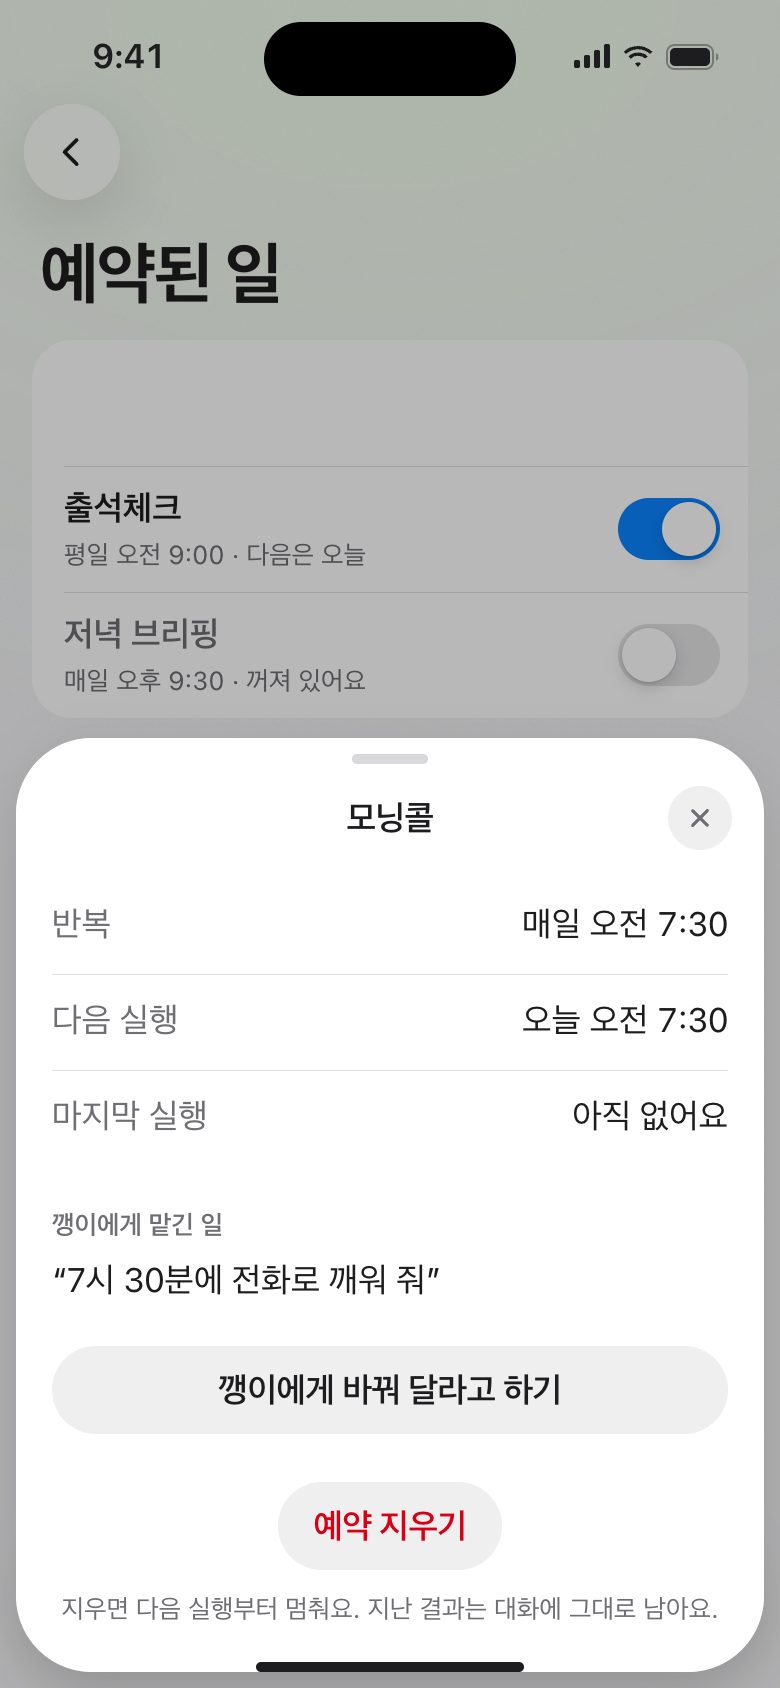 9:41
예약된 일
출석체크
평일 오전 9:00 · 다음은 오늘
저녁 브리핑
매일 오후 9:30 · 꺼져 있어요
모닝콜
반복 매일 오전 7:30
다음 실행 오늘 오전 7:30
마지막 실행 아직 없어요
깽이에게 맡긴 일
“7시 30분에 전화로 깨워 줘”
깽이에게 바꿔 달라고 하기
예약 지우기
지우면 다음 실행부터 멈춰요. 지난 결과는 대화에 그대로 남아요.